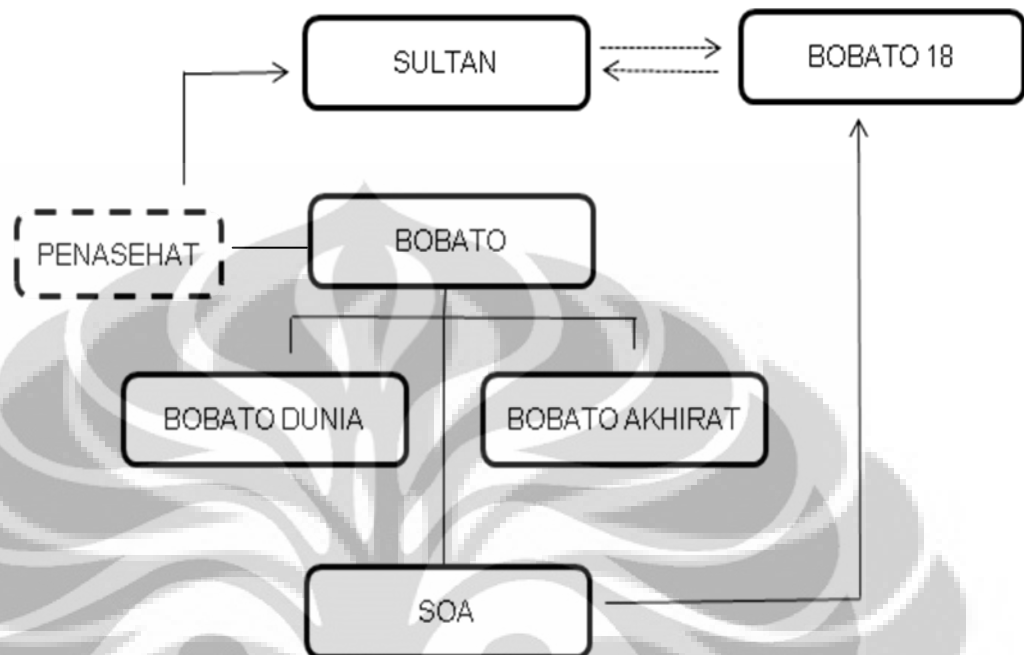 SULTAN
BOBATO 18
PENASEHAT
BOBATO
BOBATO DUNIA
BOBATO AKHIRAT
SOA